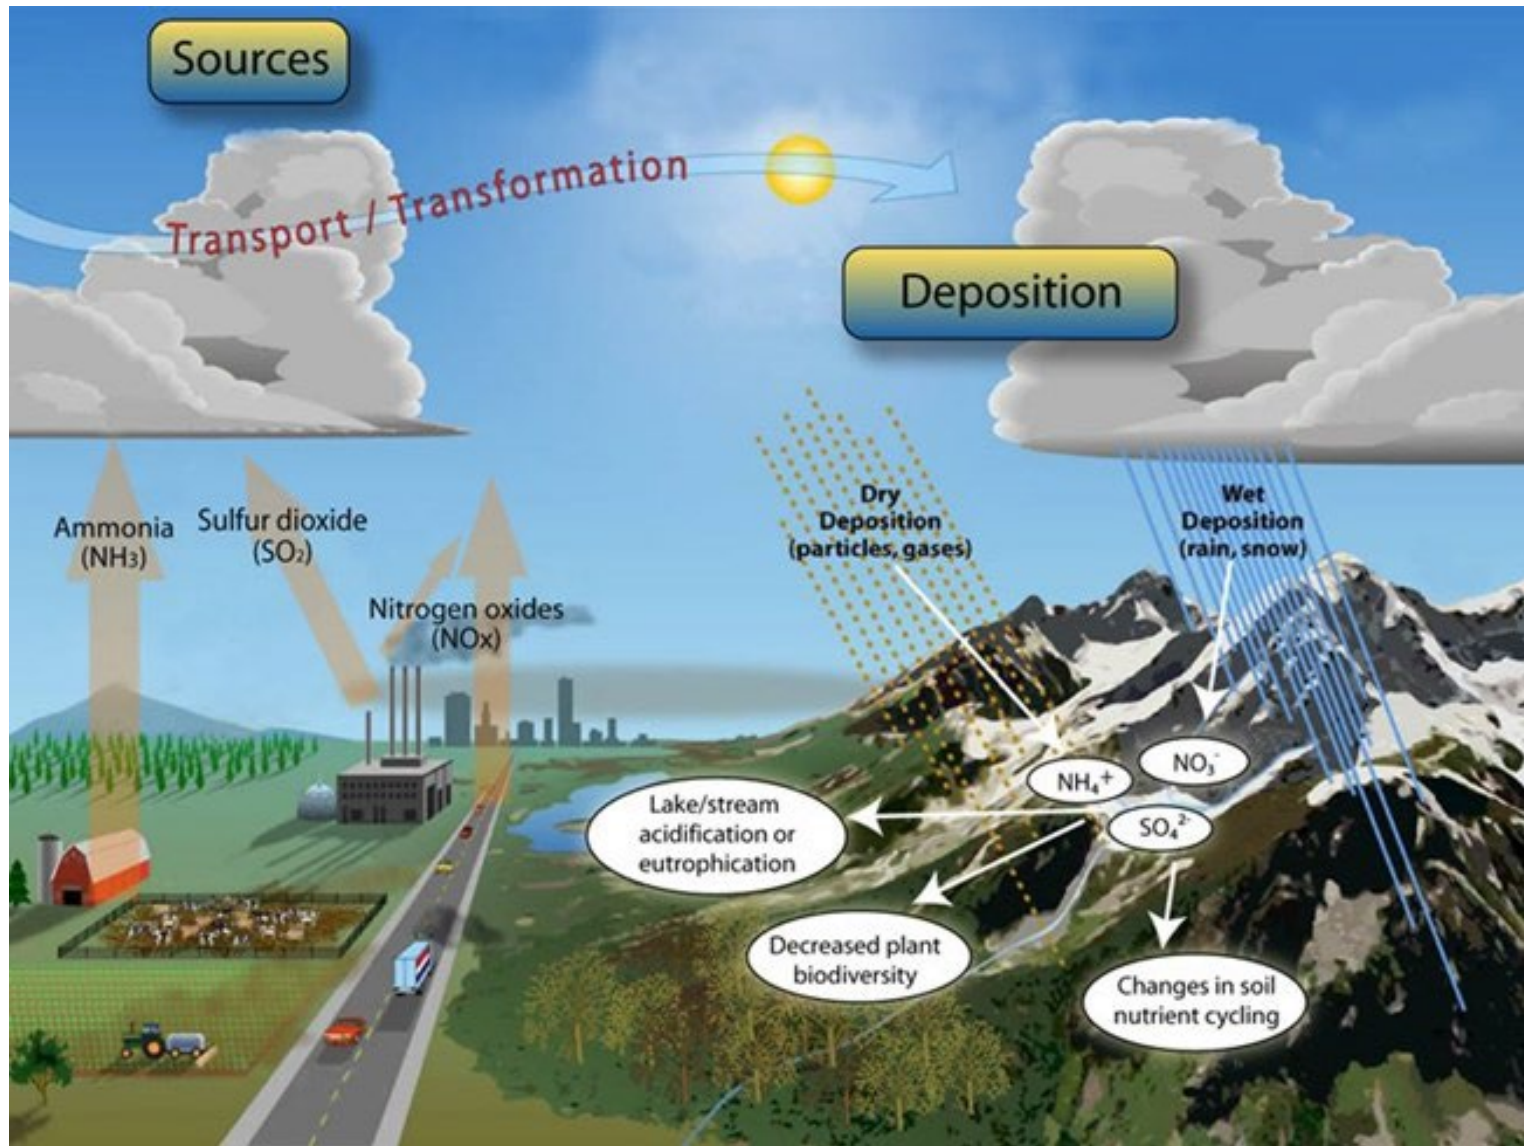 Sources
Transport / Transformation
Deposition
Ammonia
(NH₃)
Sulfur dioxide
(SO₂)
Nitrogen oxides
(NOx)
Dry
Deposition
(particles, gases)
Wet
Deposition
(rain, snow)
NH₄⁺
NO₃⁻
SO₄²⁻
Lake/stream
acidification or
eutrophication
Decreased plant
biodiversity
Changes in soil
nutrient cycling